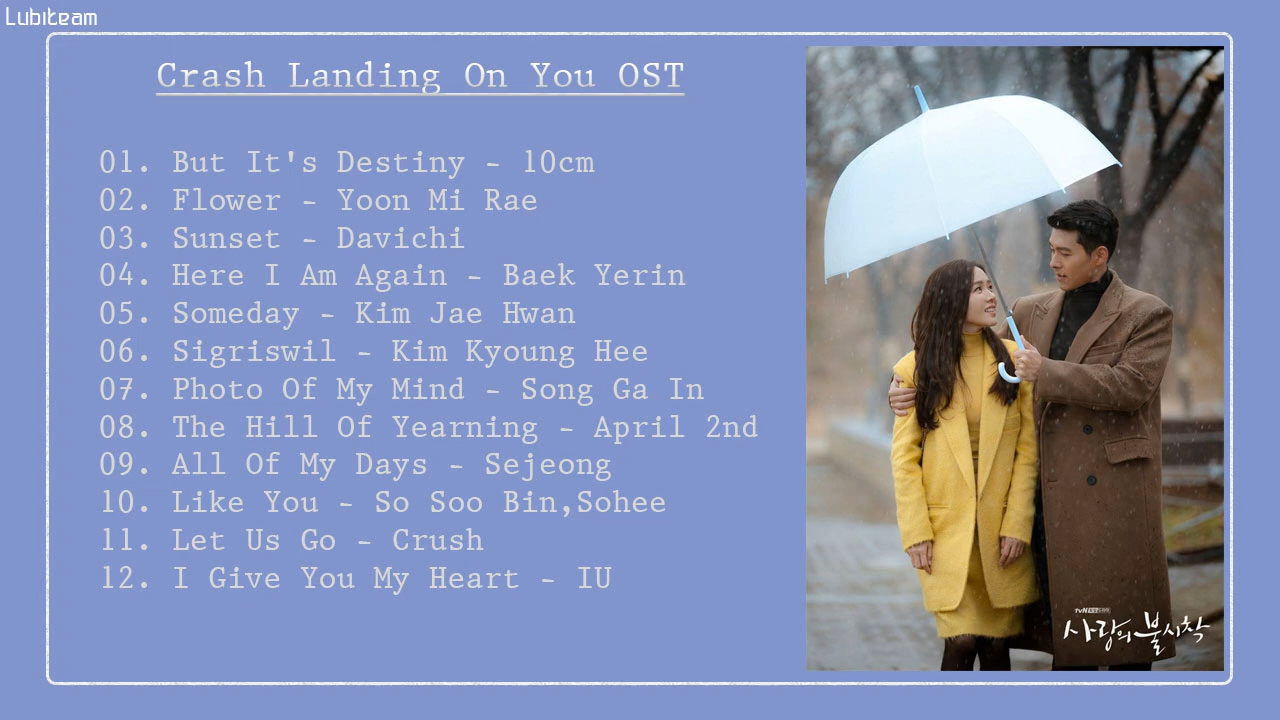 Lubiteam
Crash Landing On You OST
01. But It's Destiny - 10cm
02. Flower - Yoon Mi Rae
03. Sunset - Davichi
04. Here I Am Again - Baek Yerin
05. Someday - Kim Jae Hwan
06. Sigriswil - Kim Kyoung Hee
07. Photo Of My Mind - Song Ga In
08. The Hill Of Yearning - April 2nd
09. All Of My Days - Sejeong
10. Like You - So Soo Bin,Sohee
11. Let Us Go - Crush
12. I Give You My Heart - IU
tvN
사랑의 불시착